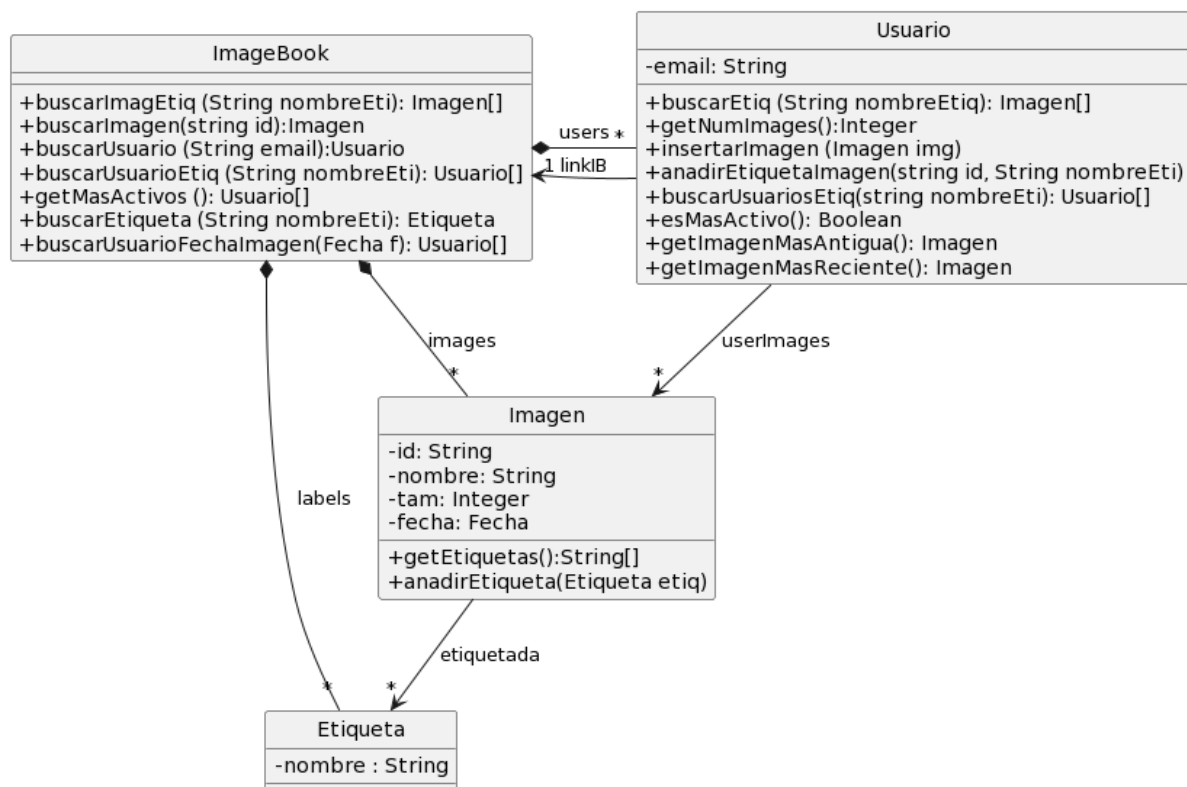 ImageBook
+buscarImagEtiq (String nombreEti): Imagen[]
+buscarImagen(string id):Imagen
+buscarUsuario (String email):Usuario
+buscarUsuarioEtiq (String nombreEti): Usuario[]
+getMasActivos (): Usuario[]
+buscarEtiqueta (String nombreEti): Etiqueta
+buscarUsuarioFechaImagen(Fecha f): Usuario[]
users *
1 linkIB
Usuario
-email: String
+buscarEtiq (String nombreEtiq): Imagen[]
+getNumImages():Integer
+insertarImagen (Imagen img)
+anadirEtiquetaImagen(string id, String nombreEti)
+buscarUsuariosEtiq(string nombreEti): Usuario[]
+esMasActivo(): Boolean
+getImagenMasAntigua(): Imagen
+getImagenMasReciente(): Imagen
images
*
userImages
*
Imagen
-id: String
-nombre: String
-tam: Integer
-fecha: Fecha
+getEtiquetas():String[]
+anadirEtiqueta(Etiqueta etiq)
labels
*
etiquetada
*
Etiqueta
-nombre : String